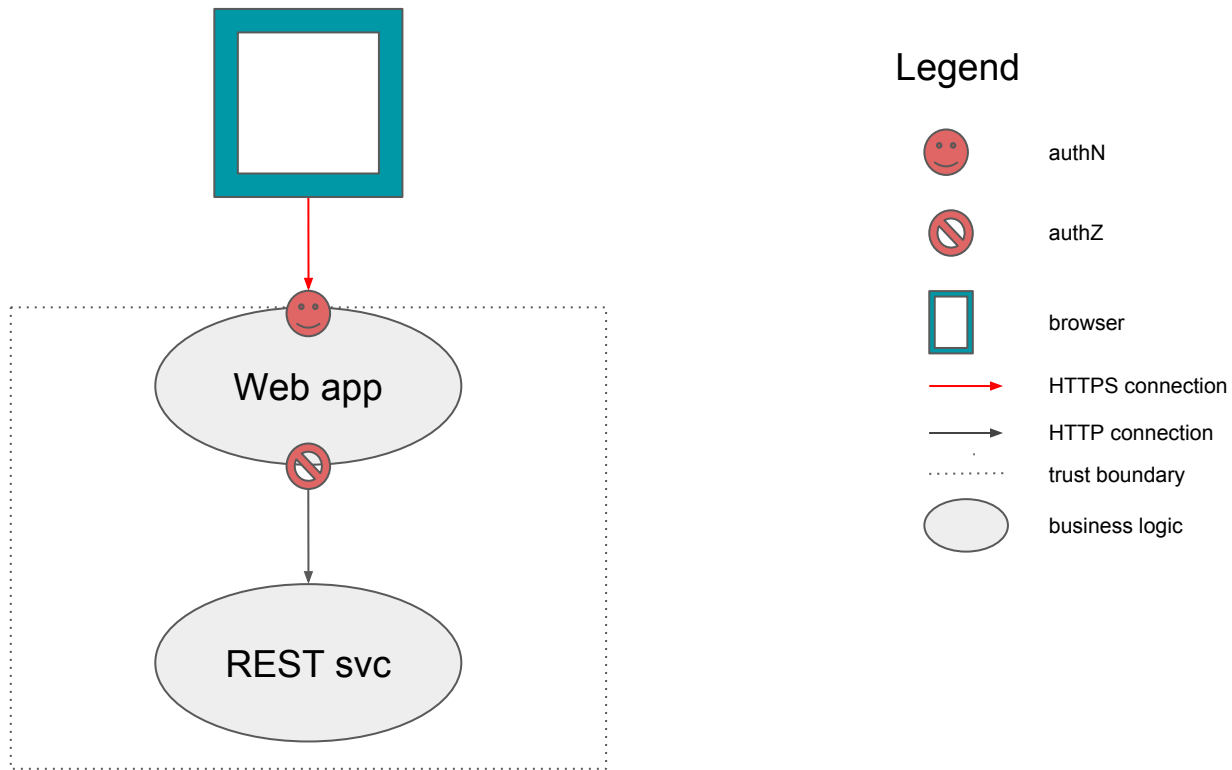 Legend
authN
authZ
browser
HTTPS connection
HTTP connection
trust boundary
business logic
Web app
REST svc